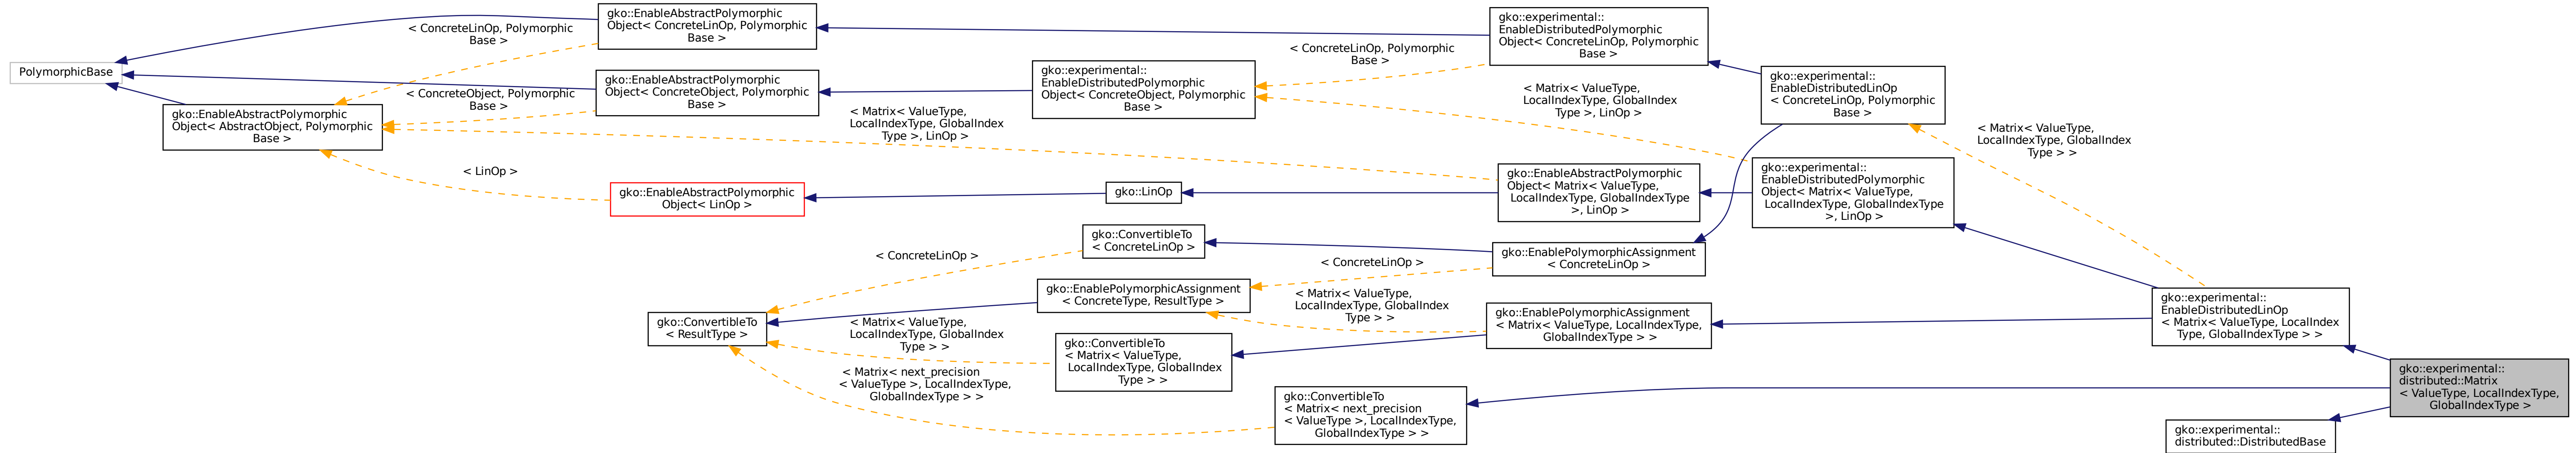 PolymorphicBase
gko::EnableAbstractPolymorphic
Object< AbstractObject, Polymorphic
Base >
gko::EnableAbstractPolymorphic
Object< ConcreteLinOp, Polymorphic
Base >
< ConcreteLinOp, Polymorphic
Base >
gko::EnableAbstractPolymorphic
Object< ConcreteObject, Polymorphic
Base >
< ConcreteObject, Polymorphic
Base >
< Matrix< ValueType,
LocalIndexType, GlobalIndex
Type >, LinOp >
< LinOp >
gko::EnableAbstractPolymorphic
Object< LinOp >
gko::LinOp
gko::experimental::
EnableDistributedPolymorphic
Object< ConcreteObject, Polymorphic
Base >
< ConcreteLinOp, Polymorphic
Base >
gko::experimental::
EnableDistributedPolymorphic
Object< ConcreteLinOp, Polymorphic
Base >
< Matrix< ValueType,
LocalIndexType, GlobalIndex
Type >, LinOp >
gko::EnableAbstractPolymorphic
Object< Matrix< ValueType,
LocalIndexType, GlobalIndexType
>, LinOp >
gko::experimental::
EnableDistributedLinOp
< ConcreteLinOp, Polymorphic
Base >
gko::experimental::
EnableDistributedPolymorphic
Object< Matrix< ValueType,
LocalIndexType, GlobalIndexType
>, LinOp >
< Matrix< ValueType,
LocalIndexType, GlobalIndex
Type > >
gko::ConvertibleTo
< ResultType >
< ConcreteLinOp >
gko::ConvertibleTo
< ConcreteLinOp >
gko::EnablePolymorphicAssignment
< ConcreteType, ResultType >
< ConcreteLinOp >
gko::EnablePolymorphicAssignment
< ConcreteLinOp >
< Matrix< ValueType,
LocalIndexType, GlobalIndex
Type > >
gko::EnablePolymorphicAssignment
< Matrix< ValueType, LocalIndexType,
GlobalIndexType > >
< Matrix< ValueType,
LocalIndexType, GlobalIndex
Type > >
gko::ConvertibleTo
< Matrix< ValueType,
LocalIndexType, GlobalIndex
Type > >
< Matrix< next_precision
< ValueType >, LocalIndexType,
GlobalIndexType > >
gko::ConvertibleTo
< Matrix< next_precision
< ValueType >, LocalIndexType,
GlobalIndexType > >
gko::experimental::
EnableDistributedLinOp
< Matrix< ValueType, LocalIndex
Type, GlobalIndexType > >
gko::experimental::
distributed::Matrix
< ValueType, LocalIndexType,
GlobalIndexType >
gko::experimental::
distributed::DistributedBase